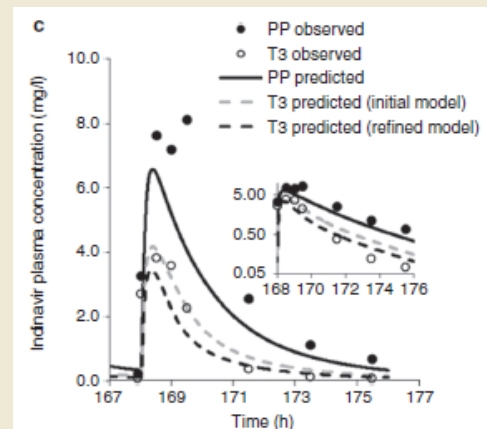 c
PP observed
T3 observed
PP predicted
T3 predicted (initial model)
T3 predicted (refined model)
Indinavir plasma concentration (mg/l)
10.0
8.0
6.0
4.0
2.0
0.0
5.00
0.50
0.05
168 170 172 174 176
167 169 171 173 175 177
Time (h)